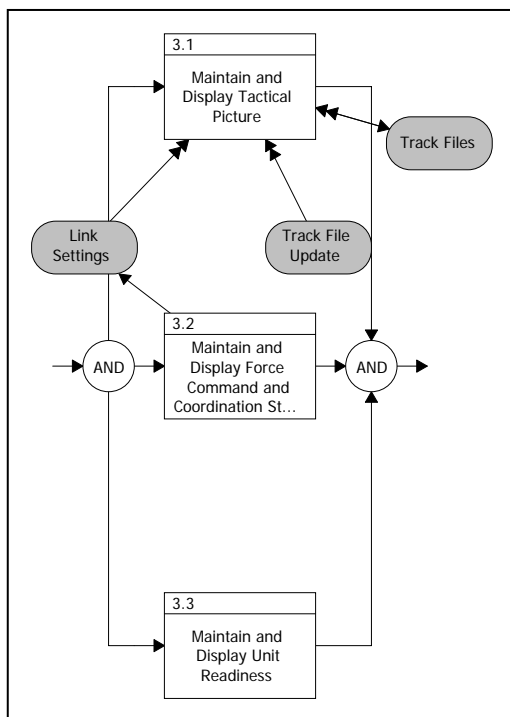 3.1
Maintain and
Display Tactical
Picture
Track Files
Link
Settings
Track File
Update
3.2
Maintain and
Display Force
Command and
Coordination St...
AND
AND
3.3
Maintain and
Display Unit
Readiness